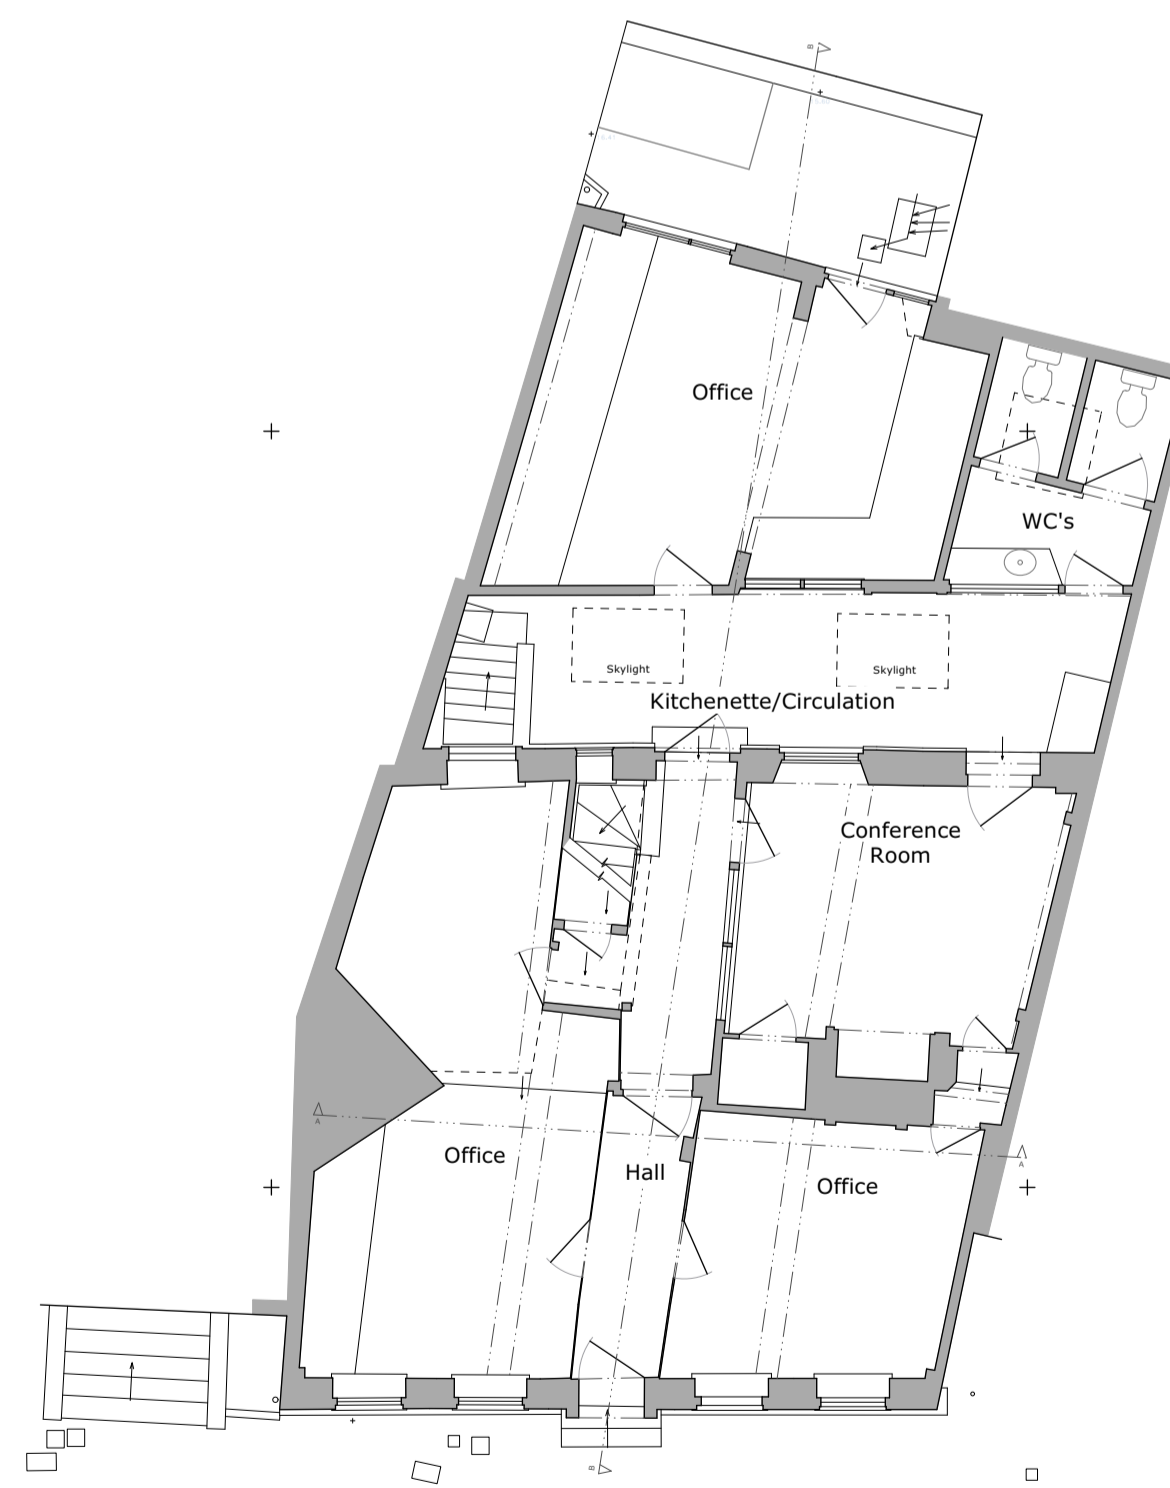 B
Office
WC's
Skylight
Skylight
Kitchenette/Circulation
Conference
Room
A
Office
Hall
Office
A
B